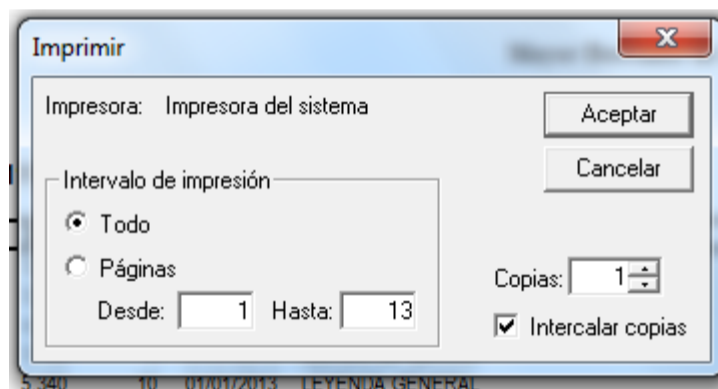 Imprimir
Impresora: Impresora del sistema
Aceptar
Cancelar
Intervalo de impresión
Todo
Páginas
Desde: 1 Hasta: 13
Copias: 1
Intercalar copias
5.340 10 01/01/2013 LEYENDA GENERAL